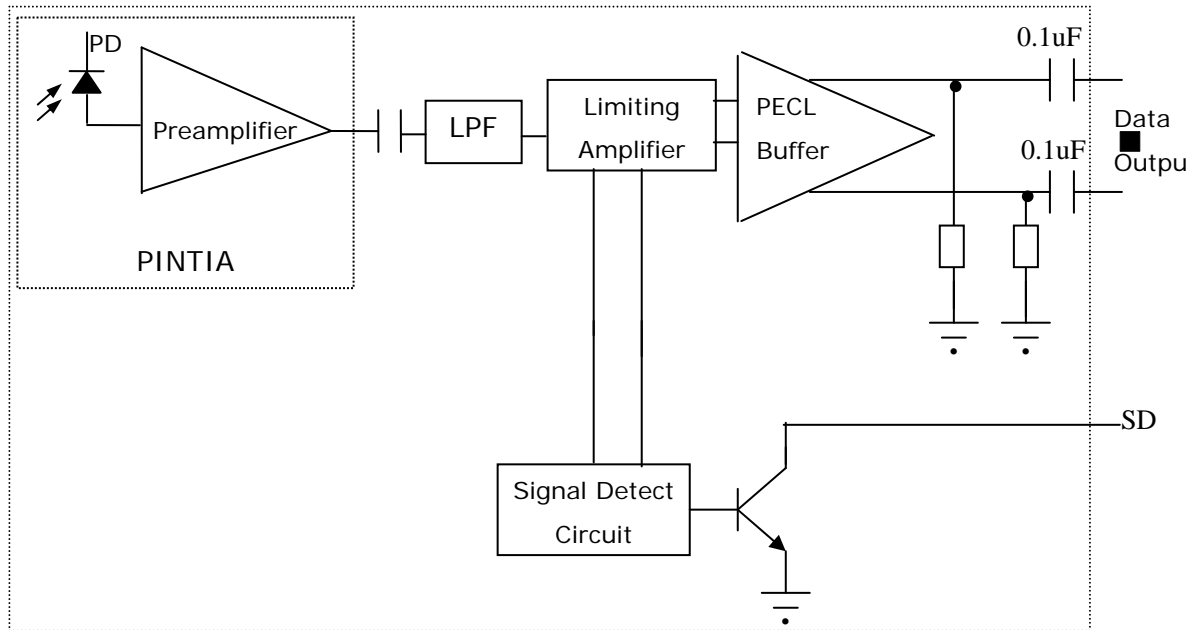 PD
Preamplifier
PINTIA
LPF
Limiting
Amplifier
PECL
Buffer
0.1uF
0.1uF
Data
Outpu
SD
Signal Detect
Circuit